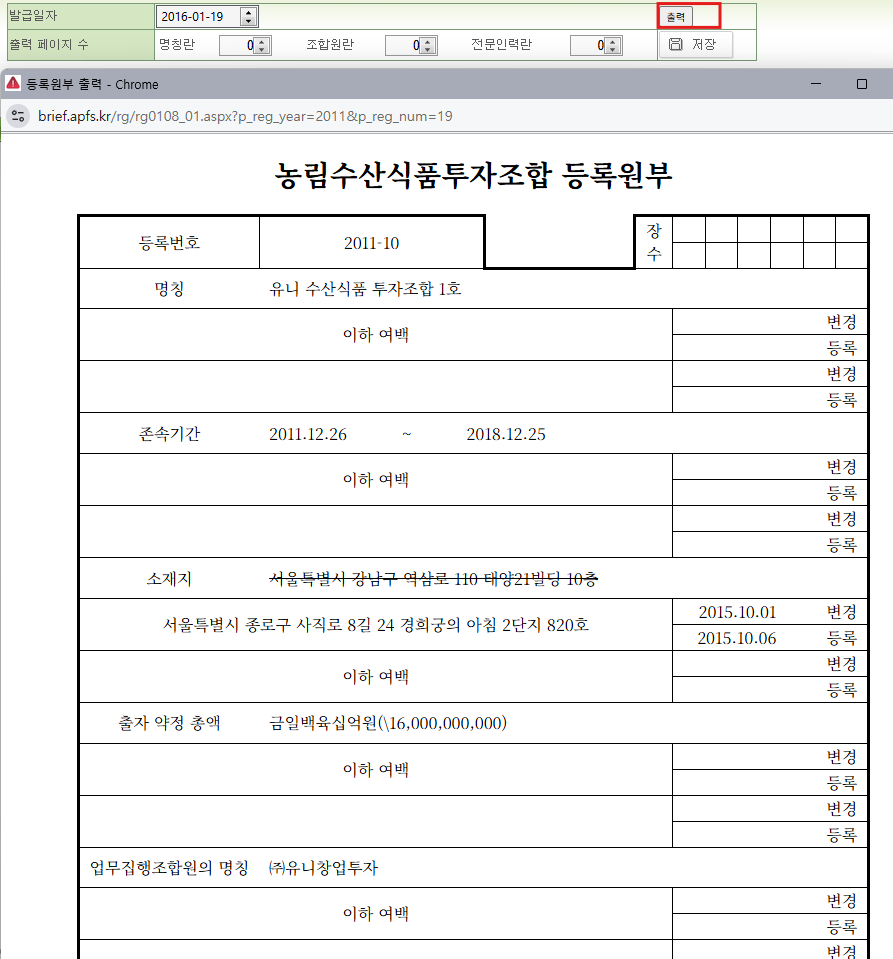 발급일자 2016-01-19 출력
출력 페이지 수 명칭란 0 조합원란 0 전문인력란 0 저장
등록원부 출력 - Chrome
brief.apfs.kr/rg/rg0108_01.aspx?p_reg_year=2011&p_reg_num=19
농림수산식품투자조합 등록원부
등록번호 2011-10 장수
명칭 유니 수산식품 투자조합 1호
이하 여백 변경
등록
변경
등록
존속기간 2011.12.26 ~ 2018.12.25
이하 여백 변경
등록
변경
등록
소재지 서울특별시 강남구 역삼로 110 태양21빌딩 10층
서울특별시 종로구 사직로 8길 24 경희궁의 아침 2단지 820호 2015.10.01 변경
2015.10.06 등록
이하 여백 변경
등록
출자 약정 총액 금일백육십억원(\16,000,000,000)
이하 여백 변경
등록
변경
등록
업무집행조합원의 명칭 ㈜유니창업투자
이하 여백 변경
등록
변경